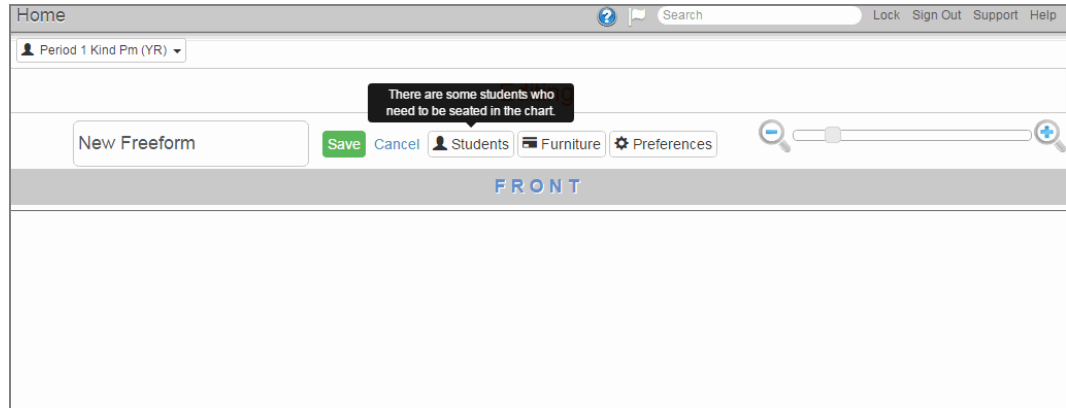 Home
Search
Lock Sign Out Support Help
Period 1 Kind Pm (YR)
There are some students who
need to be seated in the chart.
New Freeform
Save Cancel Students Furniture Preferences
FRONT